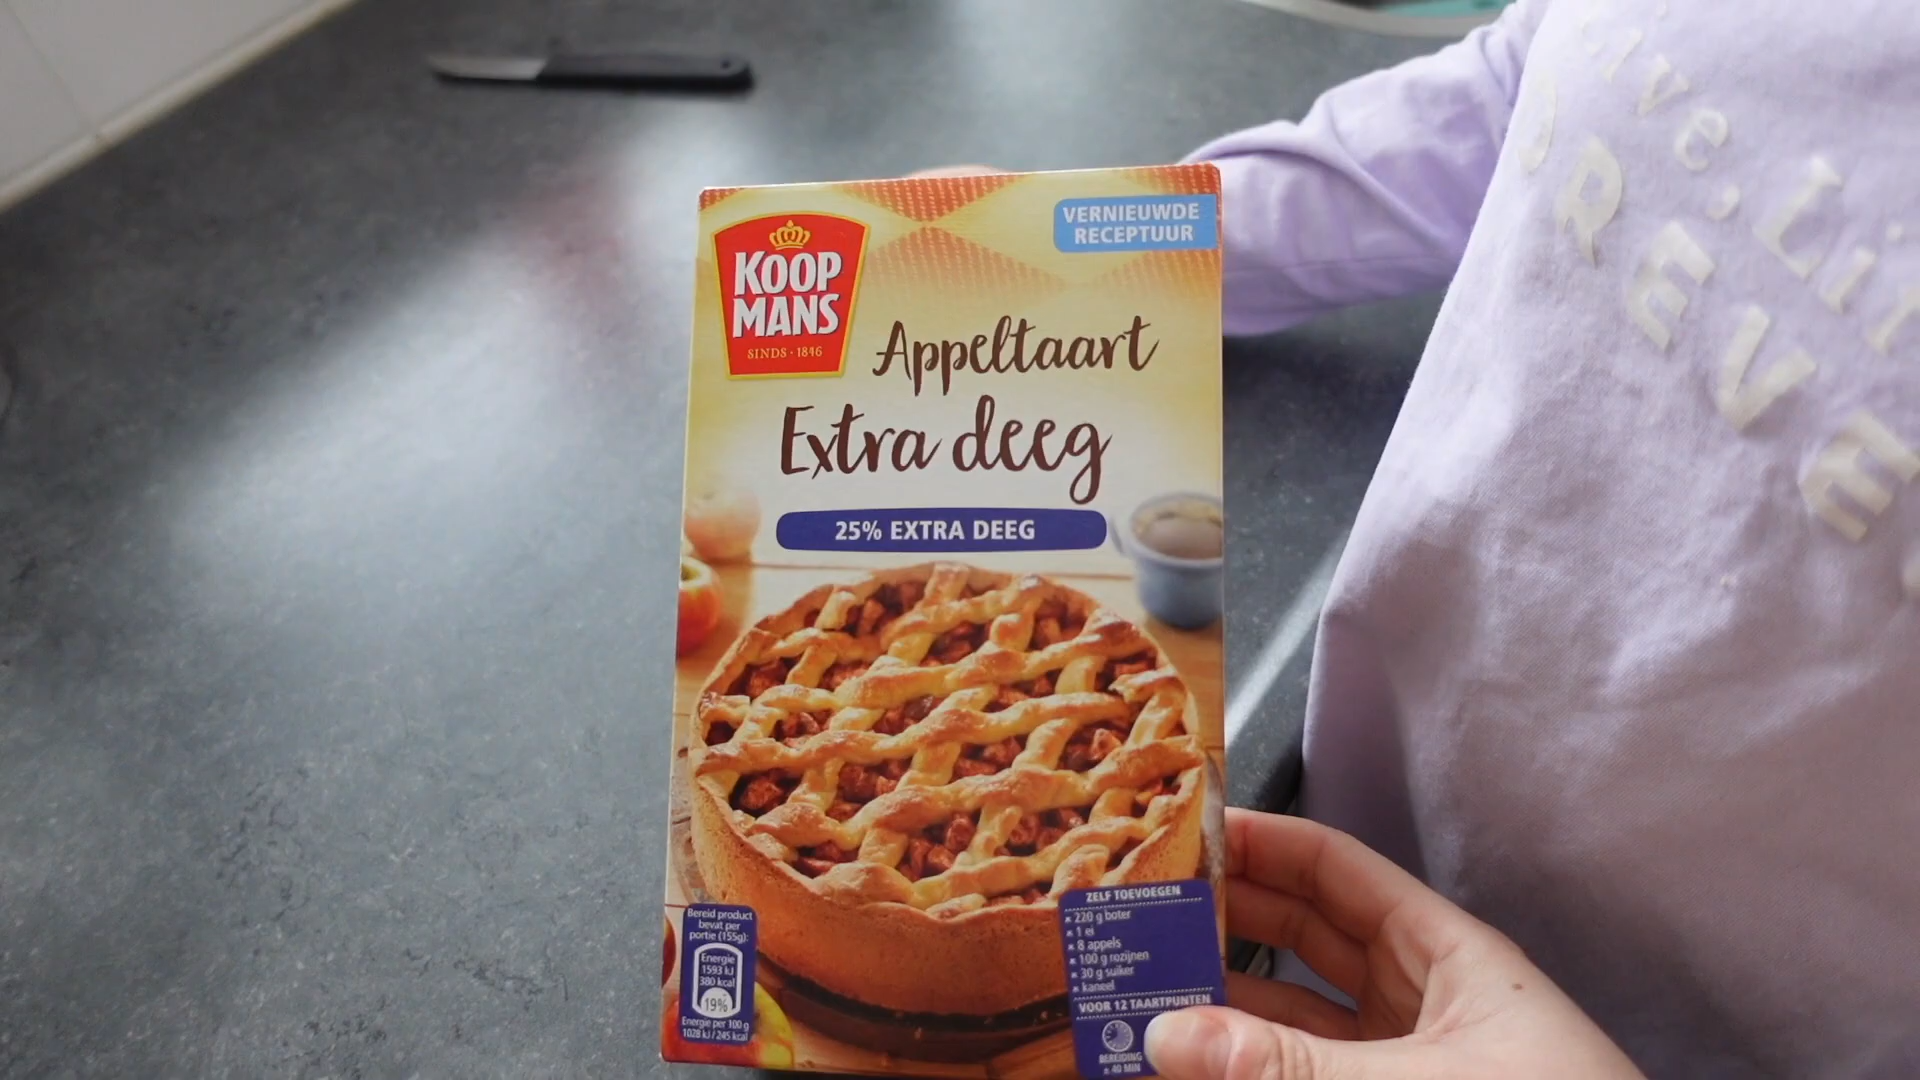 KOOP
MANS
SINDS · 1846
VERNIEUWDE
RECEPTUUR
Appeltaart
Extra deeg
25% EXTRA DEEG
Bereid product
bevat per
portie (155g):
Energie
1593 kJ
380 kcal
19%
Energie per 100 g
1028 kJ / 245 kcal
ZELF TOEVOEGEN
220 g boter
1 ei
8 appels
100 g rozijnen
30 g suiker
kaneel
VOOR 12 TAARTPUNTEN
BEREIDING
± 40 MIN